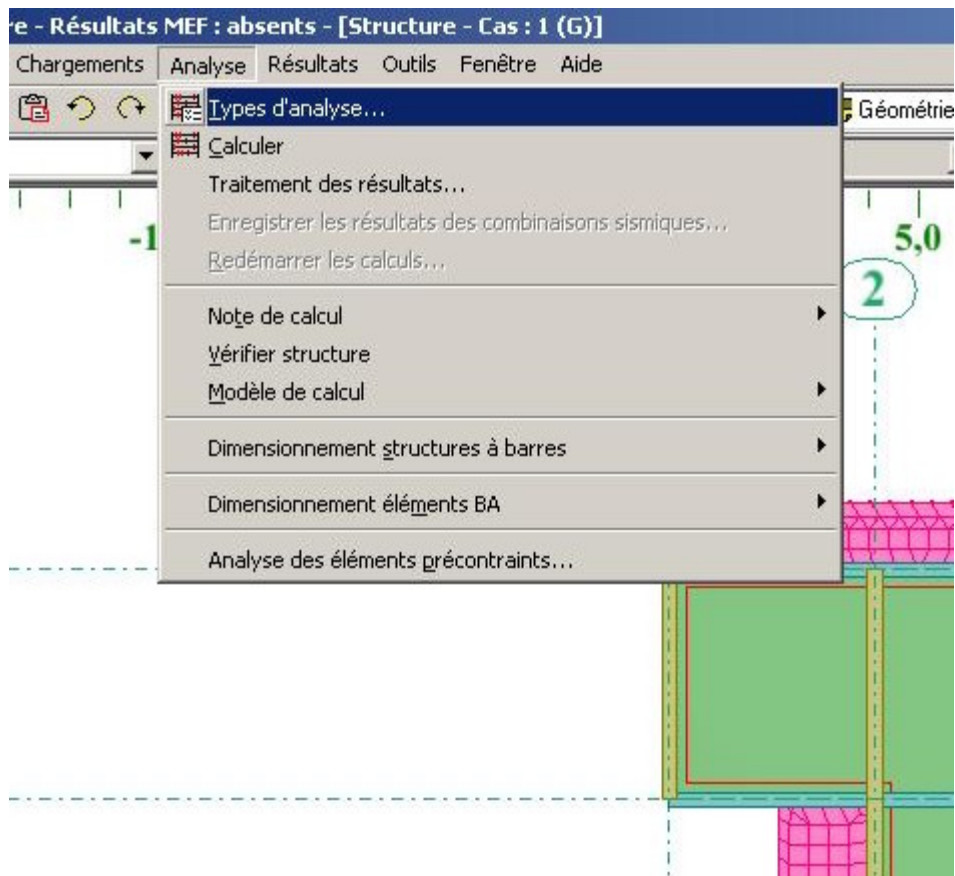 re - Résultats MEF : absents - [Structure - Cas : 1 (G)]
Chargements Analyse Résultats Outils Fenêtre Aide
Types d'analyse... Géométrie
Calculer
Traitement des résultats...
Enregistrer les résultats des combinaisons sismiques...
-1 5,0
Redémarrer les calculs...
2
Note de calcul
Vérifier structure
Modèle de calcul
Dimensionnement structures à barres
Dimensionnement éléments BA
Analyse des éléments précontraints...